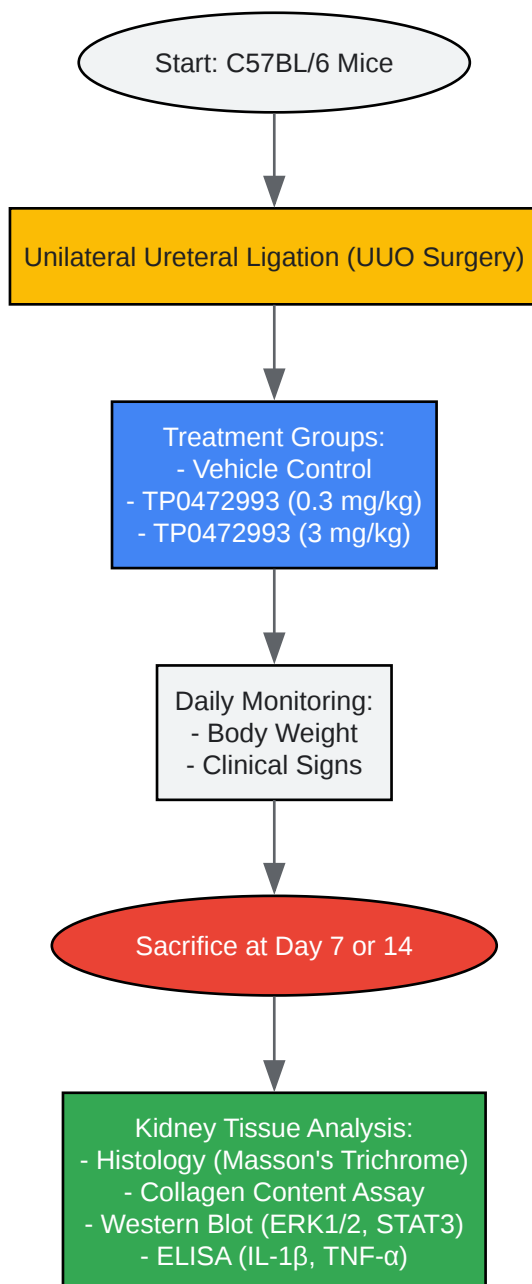 Start: C57BL/6 Mice
Unilateral Ureteral Ligation (UUO Surgery)
Treatment Groups:
- Vehicle Control
- TP0472993 (0.3 mg/kg)
- TP0472993 (3 mg/kg)
Daily Monitoring:
- Body Weight
- Clinical Signs
Sacrifice at Day 7 or 14
Kidney Tissue Analysis:
- Histology (Masson's Trichrome)
- Collagen Content Assay
- Western Blot (ERK1/2, STAT3)
- ELISA (IL-1β, TNF-α)